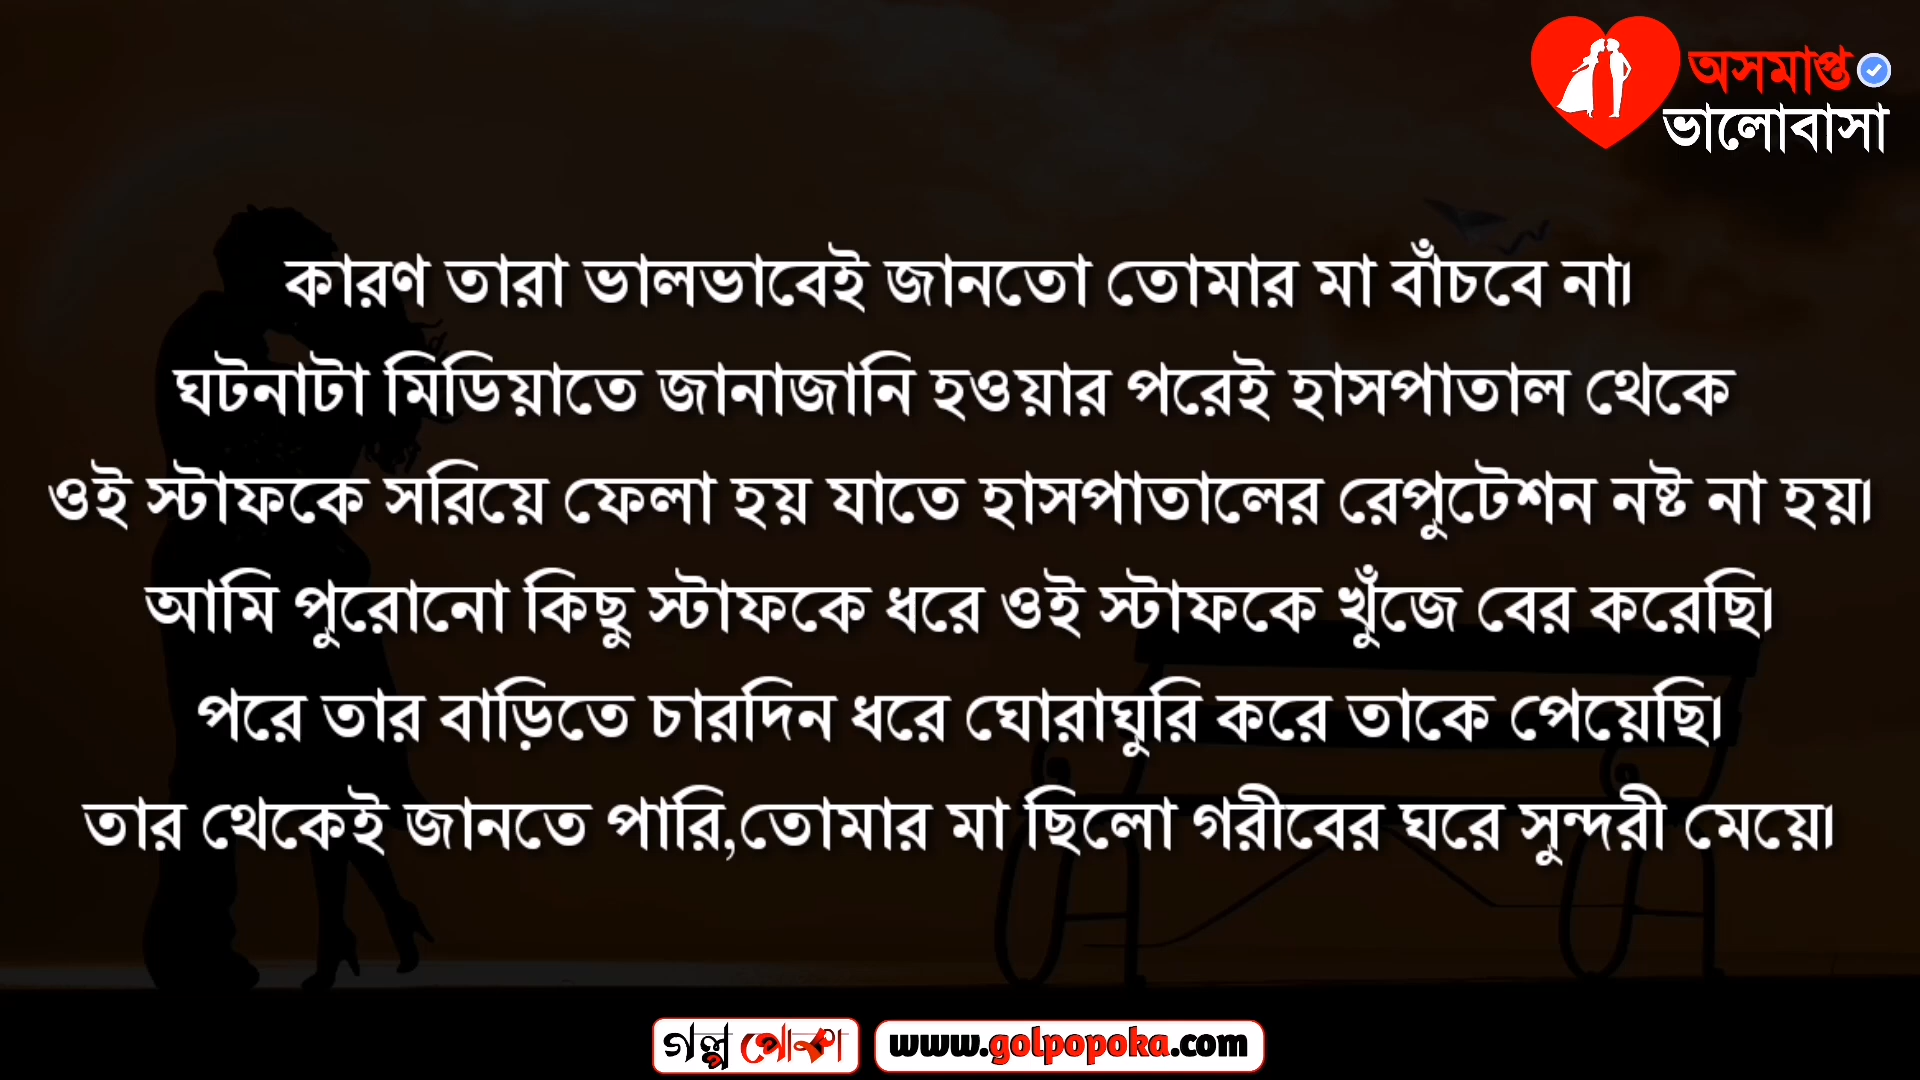 অসমাপ্ত
ভালোবাসা
কারণ তারা ভালভাবেই জানতো তোমার মা বাঁচবে না।
ঘটনাটা মিডিয়াতে জানাজানি হওয়ার পরেই হাসপাতাল থেকে
ওই স্টাফকে সরিয়ে ফেলা হয় যাতে হাসপাতালের রেপুটেশন নষ্ট না হয়।
আমি পুরোনো কিছু স্টাফকে ধরে ওই স্টাফকে খুঁজে বের করেছি।
পরে তার বাড়িতে চারদিন ধরে ঘোরাঘুরি করে তাকে পেয়েছি।
তার থেকেই জানতে পারি,তোমার মা ছিলো গরীবের ঘরে সুন্দরী মেয়ে।
গল্প পোকা
www.golpopoka.com